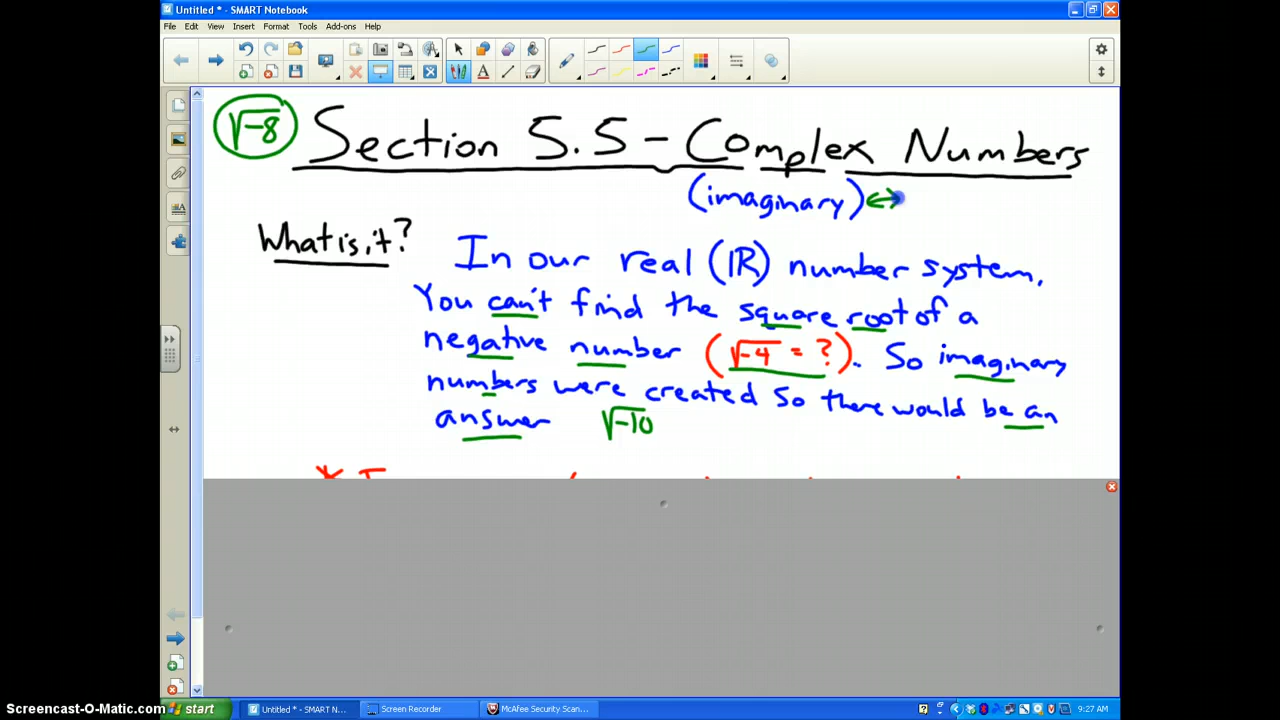 Untitled * - SMART Notebook
File Edit View Insert Format Tools Add-ons Help
√-8
Section 5.5 - Complex Numbers
(imaginary) ↔
What is it?
In our real (ℝ) number system,
You can't find the square root of a
negative number (√-4 = ?). So imaginary
numbers were created so there would be an
answer √-10
Screencast-O-Matic.com
start
Untitled * - SMART N...
Screen Recorder
McAfee Security Scan...
9:27 AM